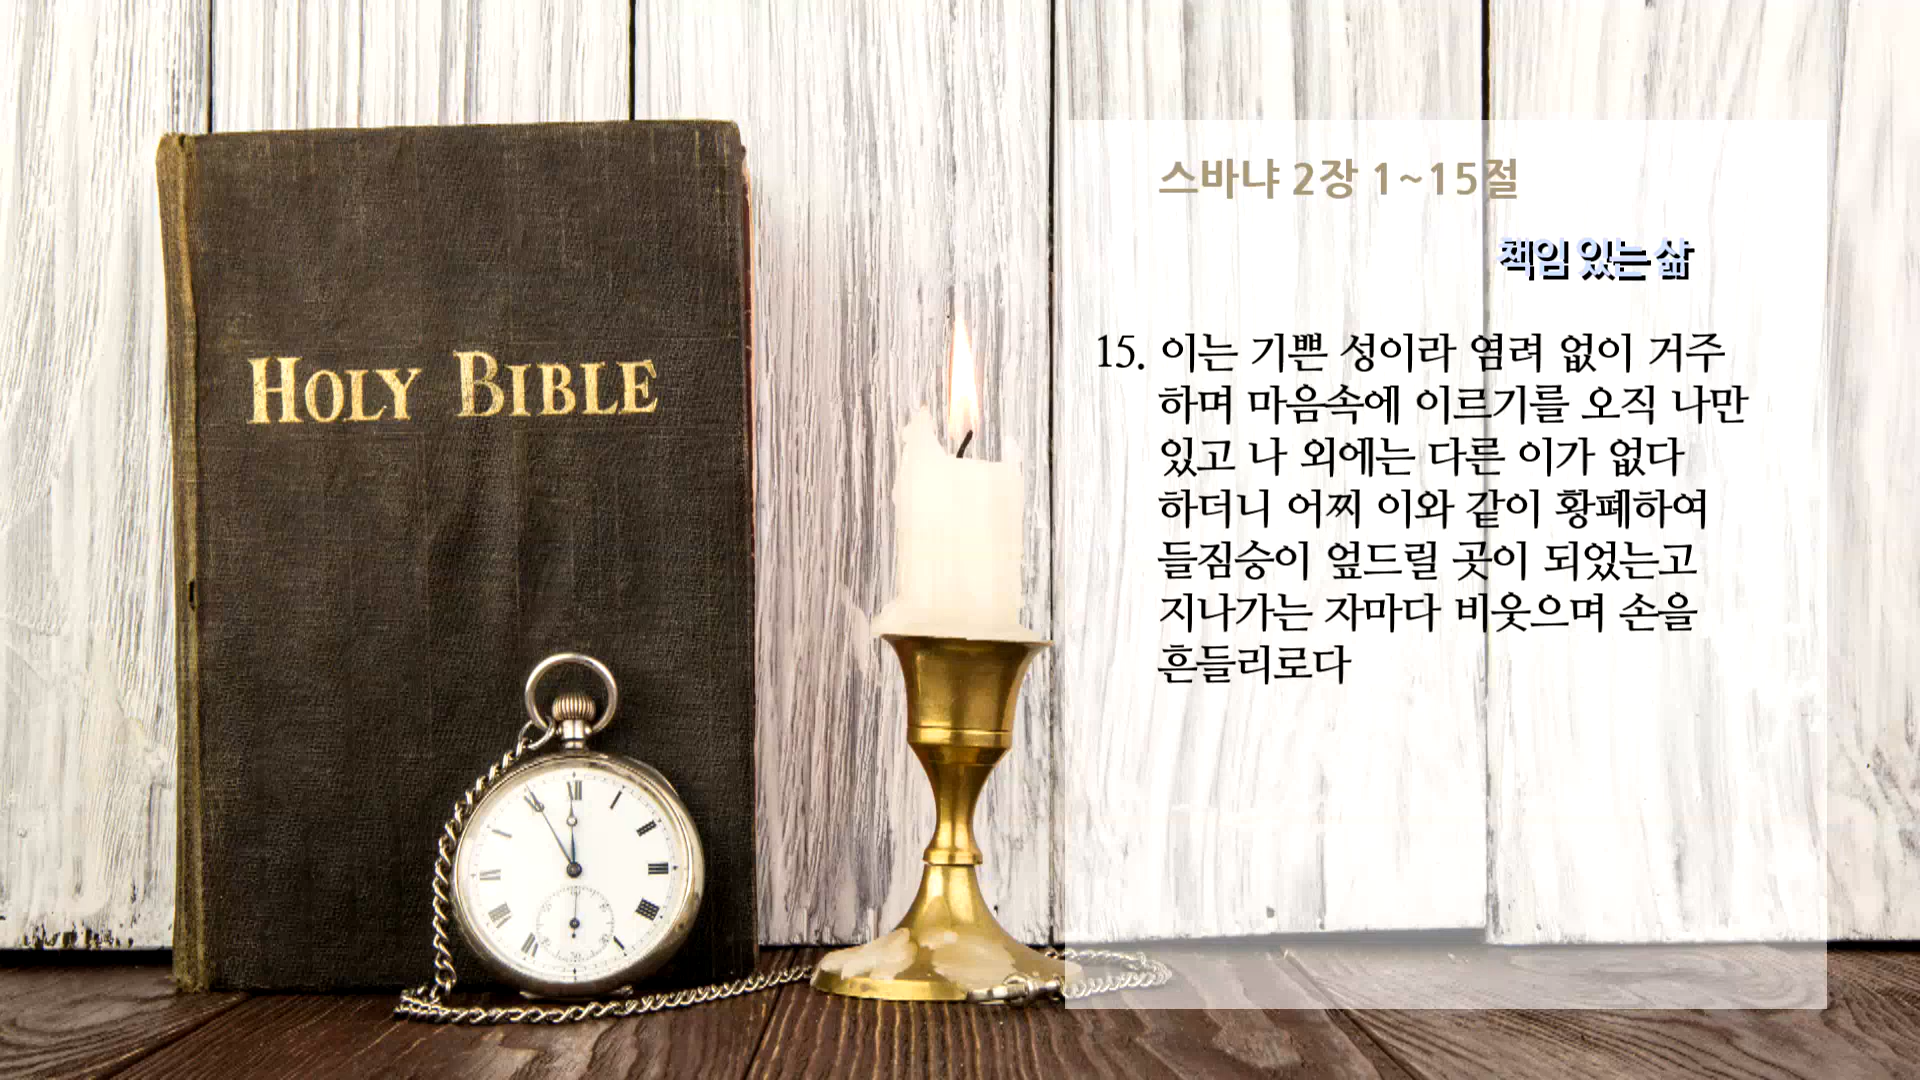 HOLY BIBLE
스바냐 2장 1~15절
책임 있는 삶
15. 이는 기쁜 성이라 염려 없이 거주
하며 마음속에 이르기를 오직 나만
있고 나 외에는 다른 이가 없다
하더니 어찌 이와 같이 황폐하여
들짐승이 엎드릴 곳이 되었는고
지나가는 자마다 비웃으며 손을
흔들리로다